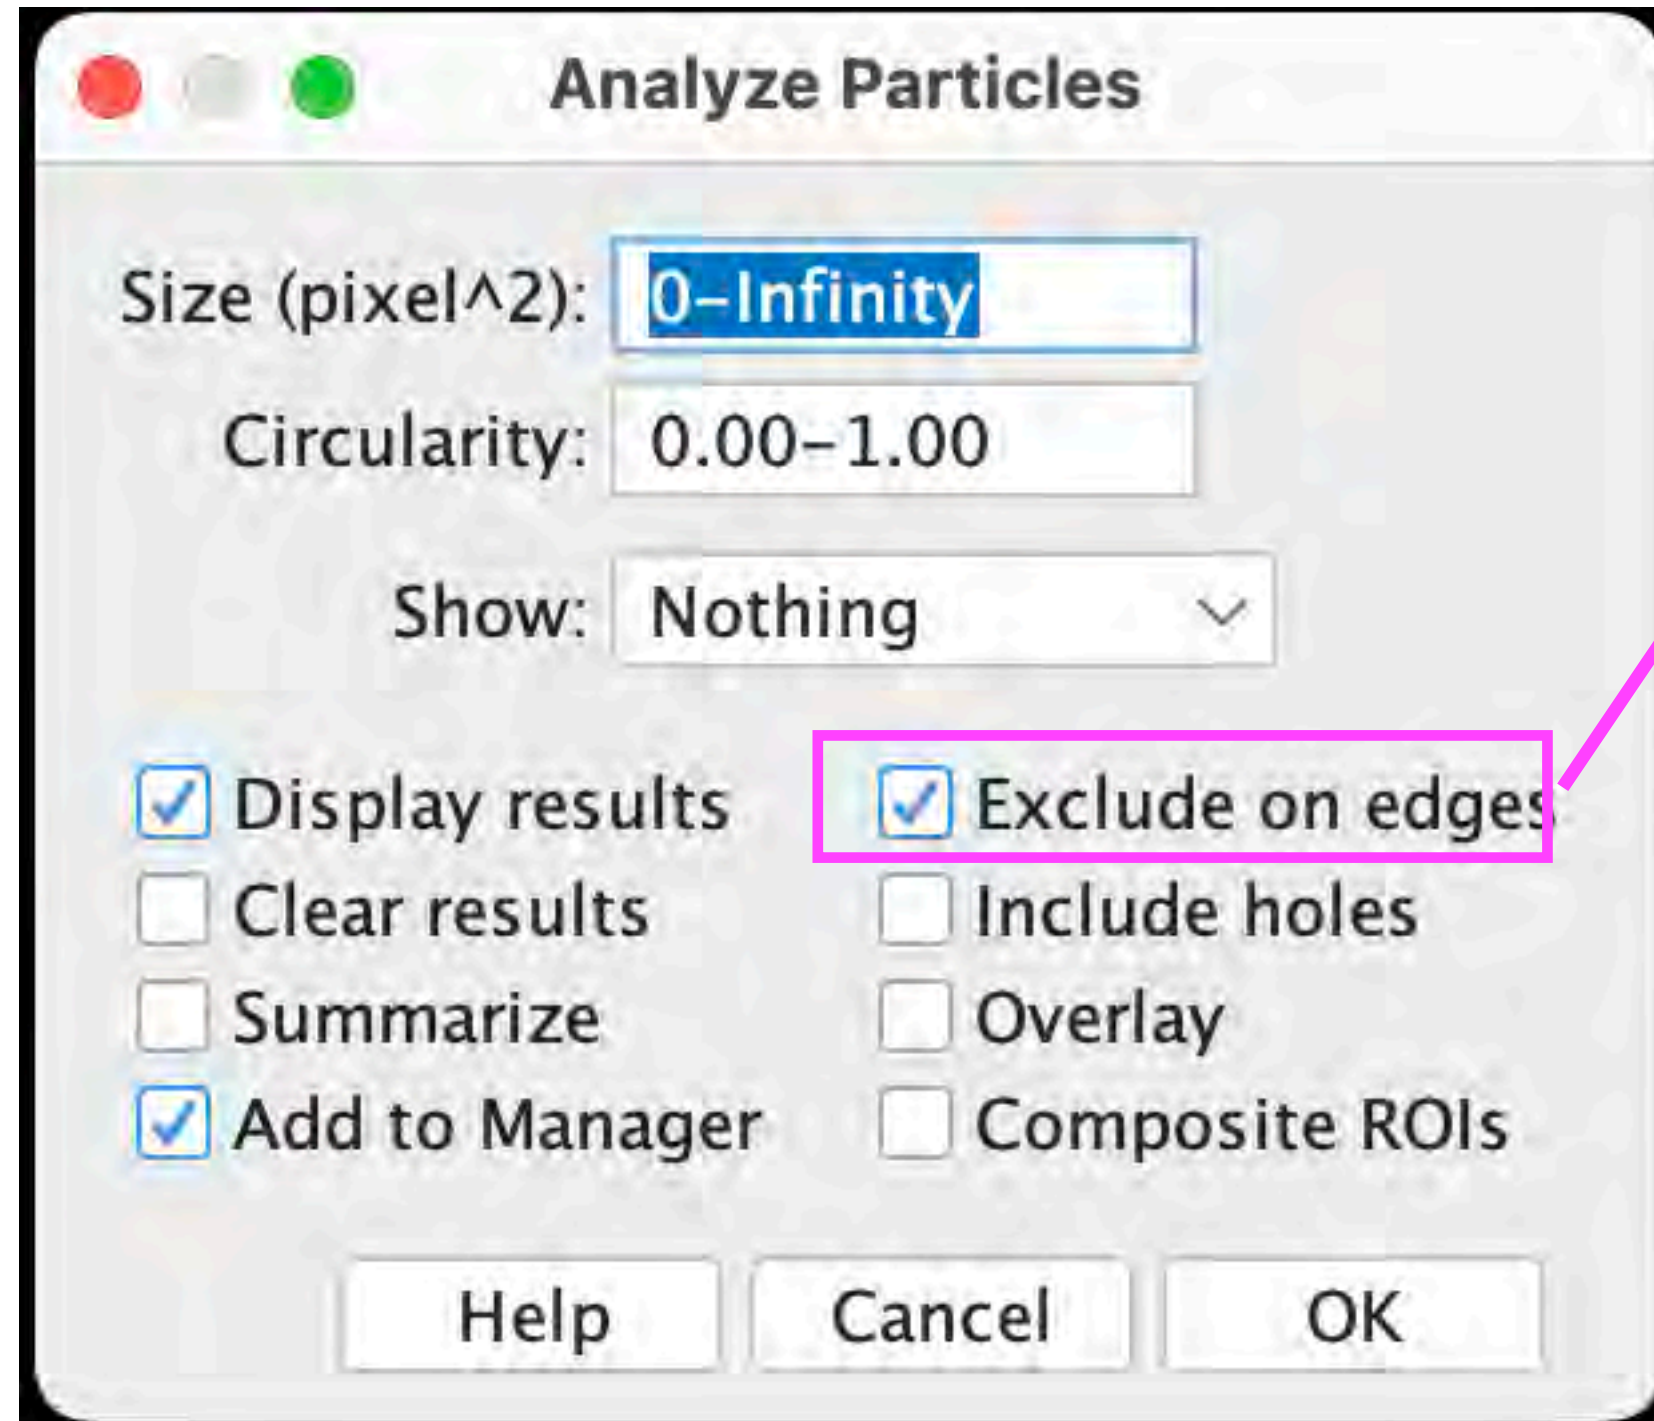 Analyze Particles
Size (pixel^2): 0-Infinity
Circularity: 0.00-1.00
Show: Nothing
Display results Exclude on edges
Clear results Include holes
Summarize Overlay
Add to Manager Composite ROIs
Help Cancel OK